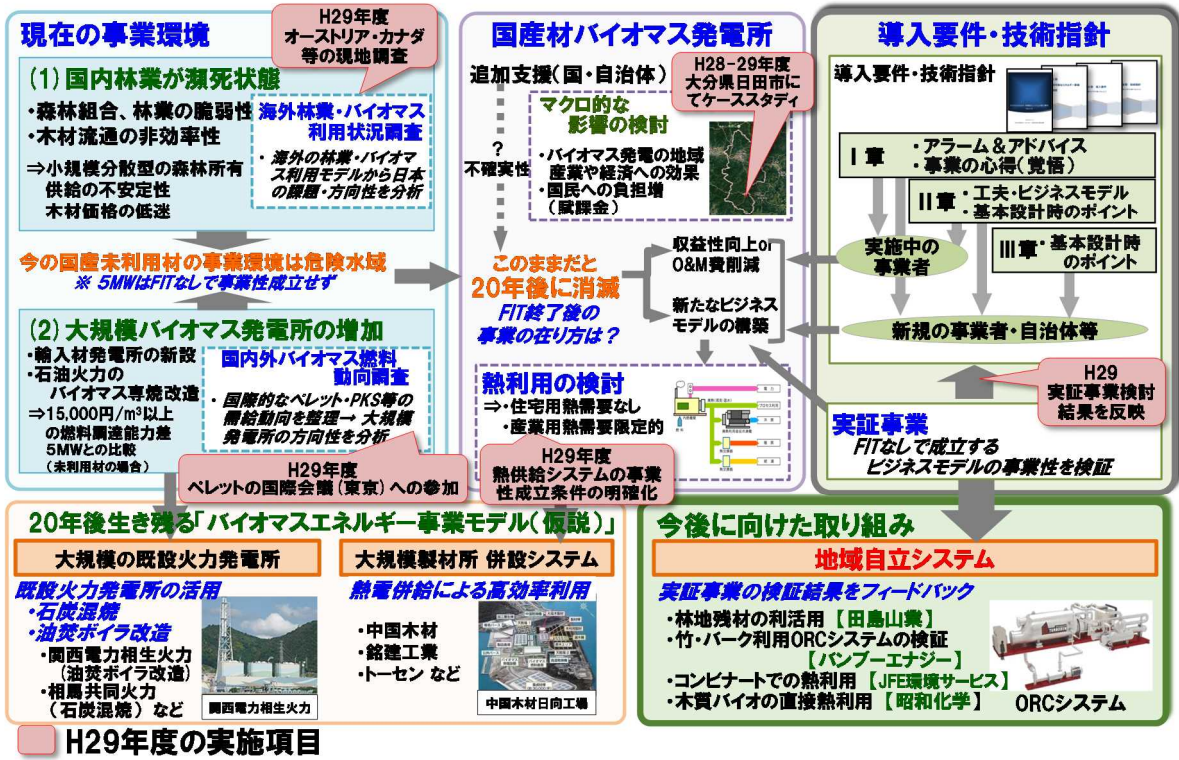 現在の事業環境
H29年度
オーストリア・カナダ
等の現地調査
(1) 国内林業が瀕死状態
・森林組合、林業の脆弱性
・木材流通の非効率性
⇒小規模分散型の森林所有
供給の不安定性
木材価格の低迷
海外林業・バイオマス
利用状況調査
・海外の林業・バイオマ
ス利用モデルから日本
の課題・方向性を分析
今の国産未利用材の事業環境は危険水域
※ 5MWはFITなしで事業性成立せず
(2) 大規模バイオマス発電所の増加
・輸入材発電所の新設
・石油火力の
バイオマス専焼改造
⇒15,000円/m³以上
の燃料調達能力差
5MWとの比較
(未利用材の場合)
国内外バイオマス燃料
動向調査
・国際的なペレット・PKS等の
需給動向を整理→ 大規模
発電所の方向性を分析
H29年度
ペレットの国際会議(東京)への参加
国産材バイオマス発電所
追加支援(国・自治体)
?
不確実性
H28-29年度
大分県日田市に
てケーススタディ
マクロ的な
影響の検討
・バイオマス発電の地域
産業や経済への効果
・国民への負担増
(賦課金)
このままだと
20年後に消滅
FIT終了後の
事業の在り方は?
収益性向上or
O&M費削減
新たなビジネス
モデルの構築
熱利用の検討
⇒・住宅用熱需要なし
・産業用熱需要限定的
H29年度
熱供給システムの事業
性成立条件の明確化
導入要件・技術指針
導入要件・技術指針
Ⅰ章 ・アラーム&アドバイス
・事業の心得(覚悟)
Ⅱ章 ・工夫・ビジネスモデル
・基本設計時のポイント
Ⅲ章 ・基本設計時
のポイント
実施中の
事業者
新規の事業者・自治体等
H29
実証事業検討
結果を反映
実証事業
FITなしで成立する
ビジネスモデルの事業性を検証
20年後生き残る「バイオマスエネルギー事業モデル(仮説)」
大規模の既設火力発電所
既設火力発電所の活用
・石炭混焼
・油焚ボイラ改造
・関西電力相生火力
(油焚ボイラ改造)
・相馬共同火力
(石炭混焼)など
関西電力相生火力
大規模製材所 併設システム
熱電併給による高効率利用
・中国木材
・銘建工業
・トーセン など
中国木材日向工場
今後に向けた取り組み
地域自立システム
実証事業の検証結果をフィードバック
・林地残材の利活用【田島山業】
・竹・バーク利用ORCシステムの検証
【バンブーエナジー】
・コンビナートでの熱利用【JFE環境サービス】
・木質バイオの直接熱利用【昭和化学】
ORCシステム
H29年度の実施項目